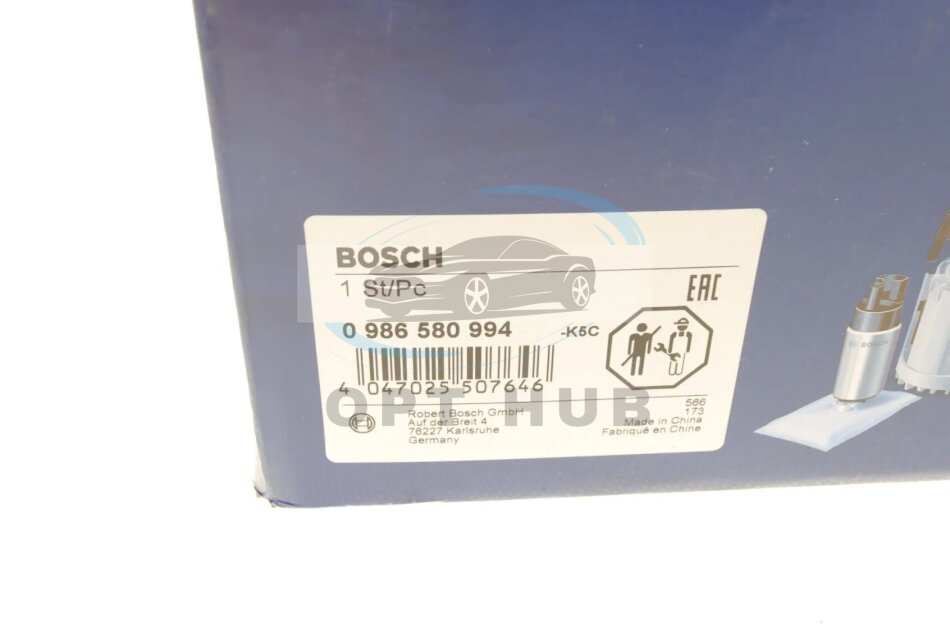 BOSCH
1 St/Pc
EAC
0 986 580 994
-K5C
4 047025 507646
OPT HUB
Robert Bosch GmbH
Auf der Breit 4
76227 Karlsruhe
Germany
566
173
Made in China
Fabriqué en Chine
BOSCH